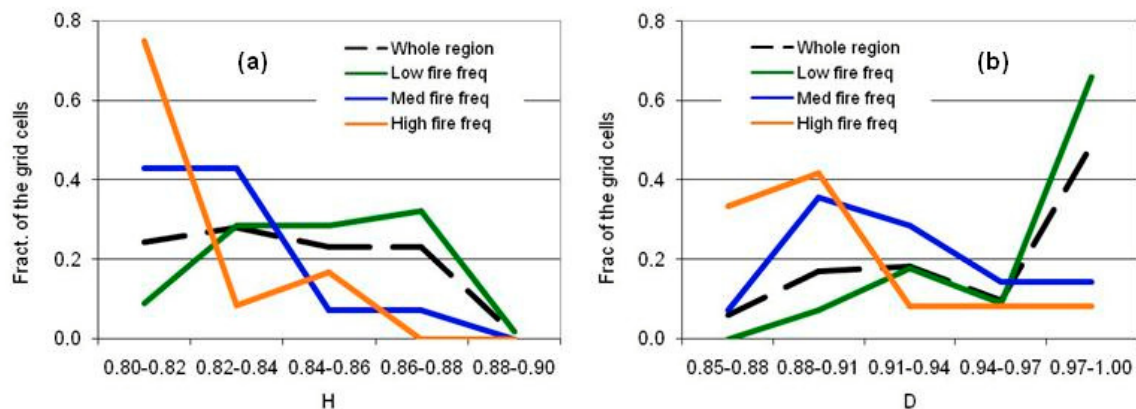 Fract. of the grid cells
0.8
0.6
0.4
0.2
0.0
(a)
Whole region
Low fire freq
Med fire freq
High fire freq
0.80-0.82 0.82-0.84 0.84-0.86 0.86-0.88 0.88-0.90
H
Frac of the grid cells
0.8
0.6
0.4
0.2
0.0
Whole region
Low fire freq
Med fire freq
High fire freq
(b)
0.85-0.88 0.88-0.91 0.91-0.94 0.94-0.97 0.97-1.00
D